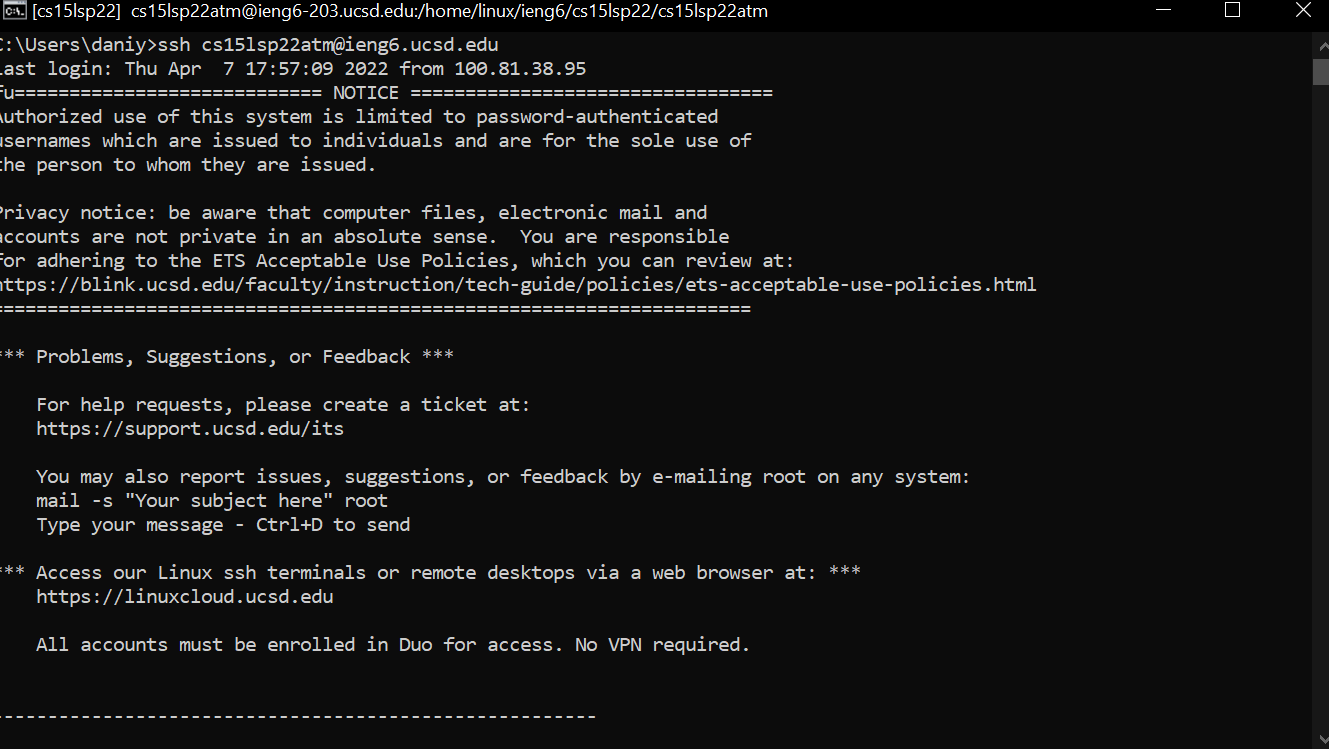 [cs15lsp22] cs15lsp22atm@ieng6-203.ucsd.edu:/home/linux/ieng6/cs15lsp22/cs15lsp22atm
C:\Users\daniy>ssh cs15lsp22atm@ieng6.ucsd.edu
Last login: Thu Apr  7 17:57:09 2022 from 100.81.38.95
fu============================ NOTICE =================================
Authorized use of this system is limited to password-authenticated
usernames which are issued to individuals and are for the sole use of
the person to whom they are issued.

Privacy notice: be aware that computer files, electronic mail and
accounts are not private in an absolute sense.  You are responsible
for adhering to the ETS Acceptable Use Policies, which you can review at:
https://blink.ucsd.edu/faculty/instruction/tech-guide/policies/ets-acceptable-use-policies.html
=====================================================================

*** Problems, Suggestions, or Feedback ***

    For help requests, please create a ticket at:
    https://support.ucsd.edu/its

    You may also report issues, suggestions, or feedback by e-mailing root on any system:
    mail -s "Your subject here" root
    Type your message - Ctrl+D to send

*** Access our Linux ssh terminals or remote desktops via a web browser at: ***
    https://linuxcloud.ucsd.edu

    All accounts must be enrolled in Duo for access. No VPN required.

-------------------------------------------------------